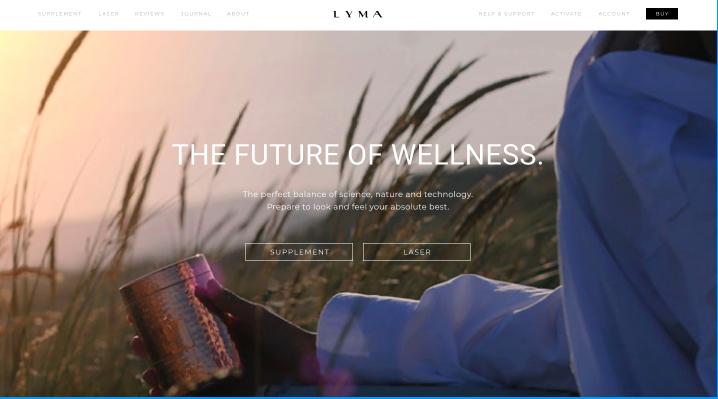 SUPPLEMENT LASER REVIEWS JOURNAL ABOUT LYMA HELP & SUPPORT ACTIVATE ACCOUNT BUY
THE FUTURE OF WELLNESS.
The perfect balance of science, nature and technology.
Prepare to look and feel your absolute best.
SUPPLEMENT LASER